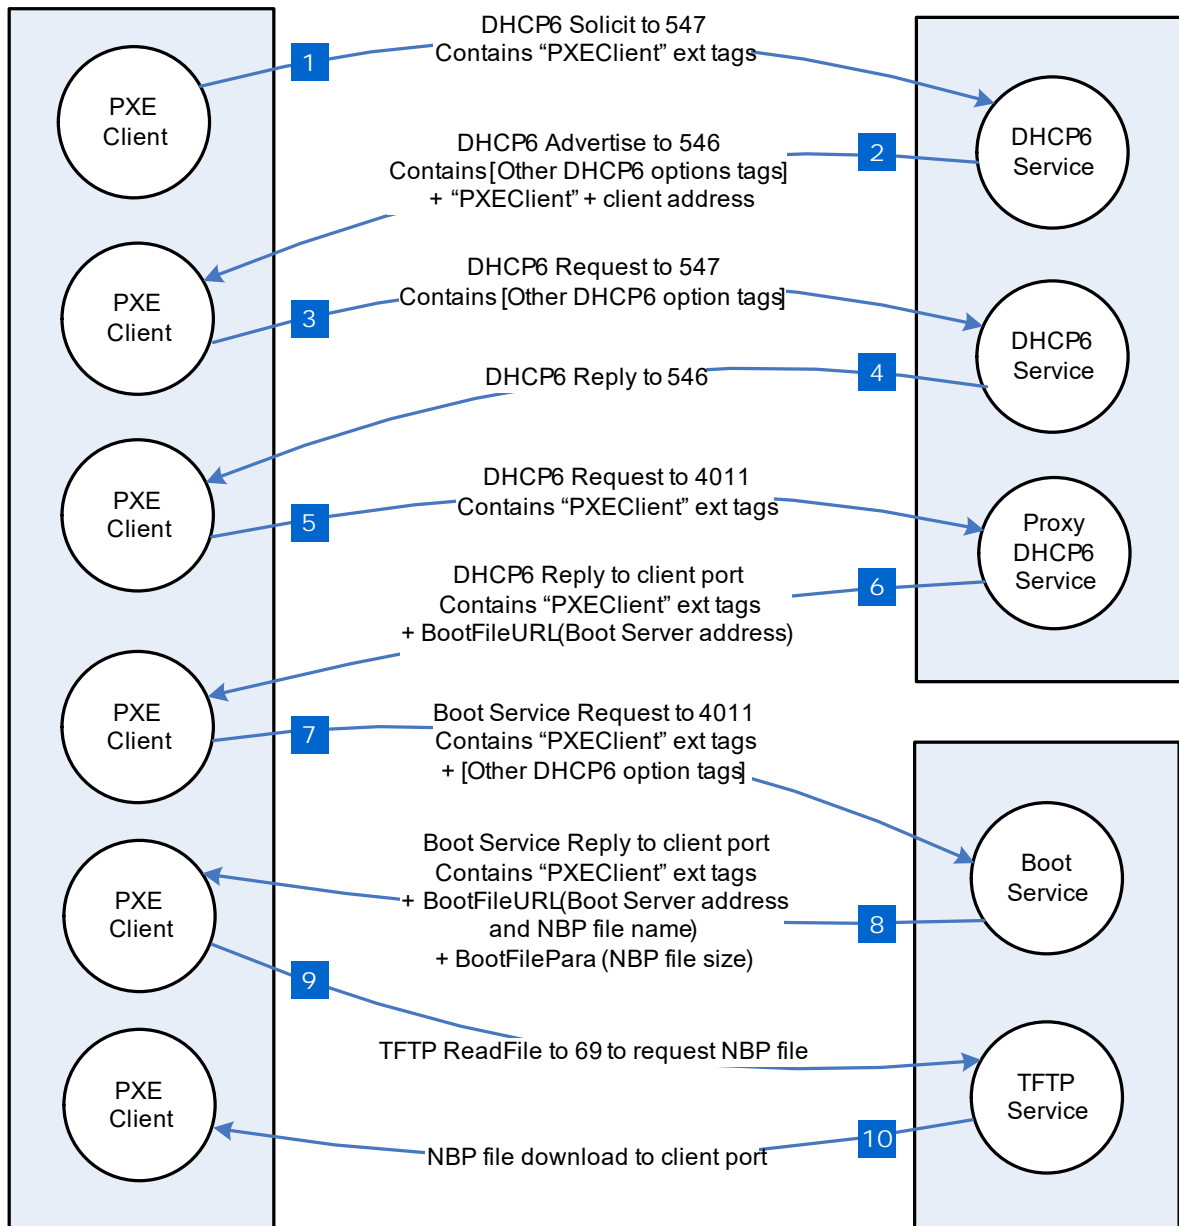 DHCP6 Solicit to 547
Contains “PXEClient” ext tags
1
PXE
Client
DHCP6
Service
DHCP6 Advertise to 546
Contains [Other DHCP6 options tags]
+ “PXEClient” + client address
2
PXE
Client
DHCP6 Request to 547
Contains [Other DHCP6 option tags]
3
DHCP6
Service
DHCP6 Reply to 546
4
PXE
Client
DHCP6 Request to 4011
Contains “PXEClient” ext tags
5
Proxy
DHCP6
Service
DHCP6 Reply to client port
Contains “PXEClient” ext tags
+ BootFileURL(Boot Server address)
6
PXE
Client
Boot Service Request to 4011
Contains “PXEClient” ext tags
+ [Other DHCP6 option tags]
7
Boot
Service
Boot Service Reply to client port
Contains “PXEClient” ext tags
+ BootFileURL(Boot Server address
and NBP file name)
+ BootFilePara (NBP file size)
8
PXE
Client
9
TFTP ReadFile to 69 to request NBP file
TFTP
Service
PXE
Client
10
NBP file download to client port